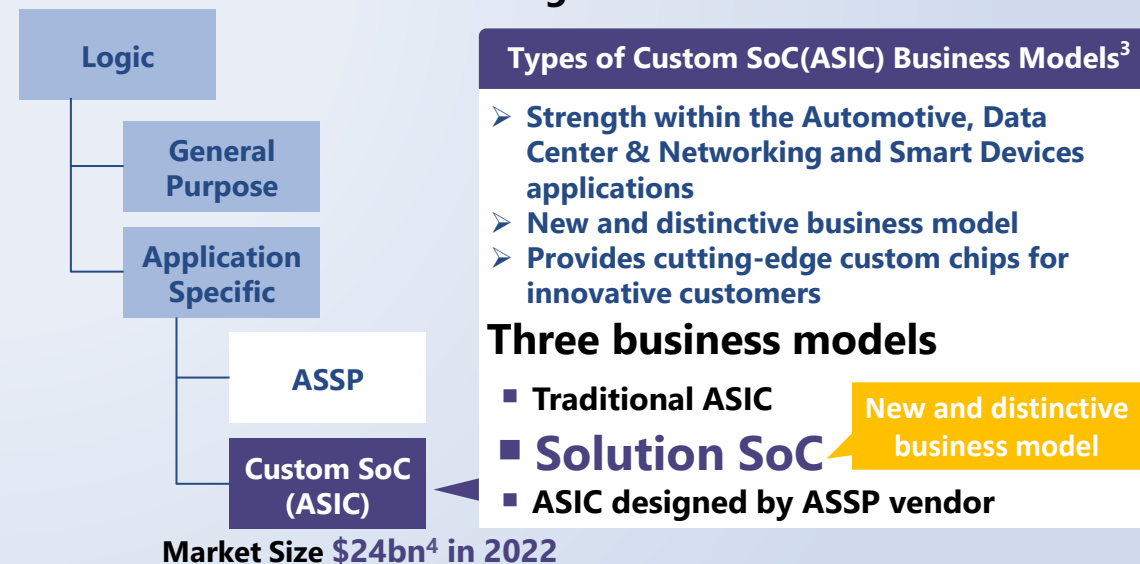 Logic
General
Purpose
Application
Specific
ASSP
Custom SoC
(ASIC)
Market Size $24bn⁴ in 2022
Types of Custom SoC(ASIC) Business Models³
➢ Strength within the Automotive, Data
Center & Networking and Smart Devices
applications
➢ New and distinctive business model
➢ Provides cutting-edge custom chips for
innovative customers
Three business models
▪ Traditional ASIC
▪ Solution SoC
New and distinctive
business model
▪ ASIC designed by ASSP vendor